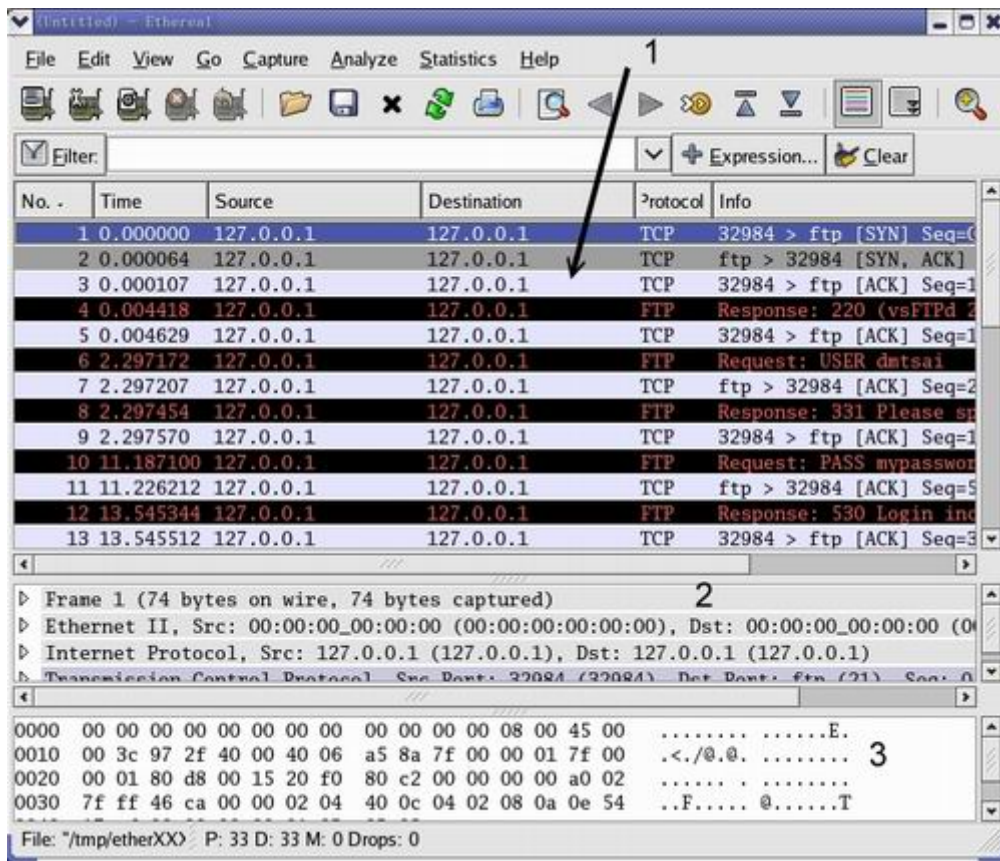 (Untitled) - Ethereal
File Edit View Go Capture Analyze Statistics Help
1
Filter: Expression... Clear
No. . Time Source Destination Protocol Info
1 0.000000 127.0.0.1 127.0.0.1 TCP 32984 > ftp [SYN] Seq=0
2 0.000064 127.0.0.1 127.0.0.1 TCP ftp > 32984 [SYN, ACK]
3 0.000107 127.0.0.1 127.0.0.1 TCP 32984 > ftp [ACK] Seq=1
4 0.004418 127.0.0.1 127.0.0.1 FTP Response: 220 (vsFTPd 2
5 0.004629 127.0.0.1 127.0.0.1 TCP 32984 > ftp [ACK] Seq=1
6 2.297172 127.0.0.1 127.0.0.1 FTP Request: USER dmtsai
7 2.297207 127.0.0.1 127.0.0.1 TCP ftp > 32984 [ACK] Seq=2
8 2.297454 127.0.0.1 127.0.0.1 FTP Response: 331 Please sp
9 2.297570 127.0.0.1 127.0.0.1 TCP 32984 > ftp [ACK] Seq=1
10 11.187100 127.0.0.1 127.0.0.1 FTP Request: PASS mypasswor
11 11.226212 127.0.0.1 127.0.0.1 TCP ftp > 32984 [ACK] Seq=5
12 13.545344 127.0.0.1 127.0.0.1 FTP Response: 530 Login inc
13 13.545512 127.0.0.1 127.0.0.1 TCP 32984 > ftp [ACK] Seq=3
Frame 1 (74 bytes on wire, 74 bytes captured) 2
Ethernet II, Src: 00:00:00_00:00:00 (00:00:00:00:00:00), Dst: 00:00:00_00:00:00 (00
Internet Protocol, Src: 127.0.0.1 (127.0.0.1), Dst: 127.0.0.1 (127.0.0.1)
Transmission Control Protocol, Src Port: 32984 (32984), Dst Port: ftp (21), Seq: 0
0000 00 00 00 00 00 00 00 00 00 00 00 00 08 00 45 00 ........ ......E.
0010 00 3c 97 2f 40 00 40 06 a5 8a 7f 00 00 01 7f 00 .<./@.@. ........ 3
0020 00 01 80 d8 00 15 20 f0 80 c2 00 00 00 00 a0 02 ...... . ........
0030 7f ff 46 ca 00 00 02 04 40 0c 04 02 08 0a 0e 54 ..F..... @......T
File: "/tmp/etherXX) P: 33 D: 33 M: 0 Drops: 0